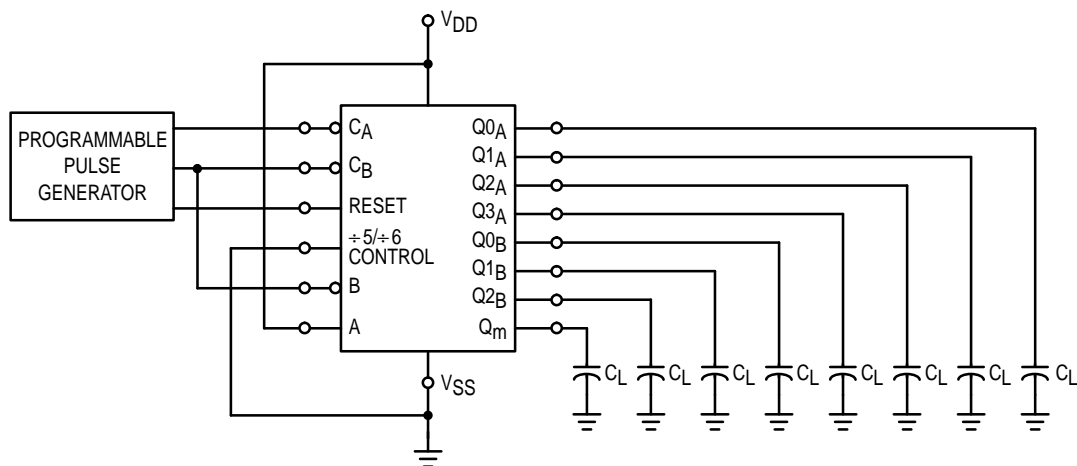 VDD
PROGRAMMABLE
PULSE
GENERATOR
CA
CB
RESET
÷5/÷6
CONTROL
B
A
Q0A
Q1A
Q2A
Q3A
Q0B
Q1B
Q2B
Qm
VSS
CL
CL
CL
CL
CL
CL
CL
CL